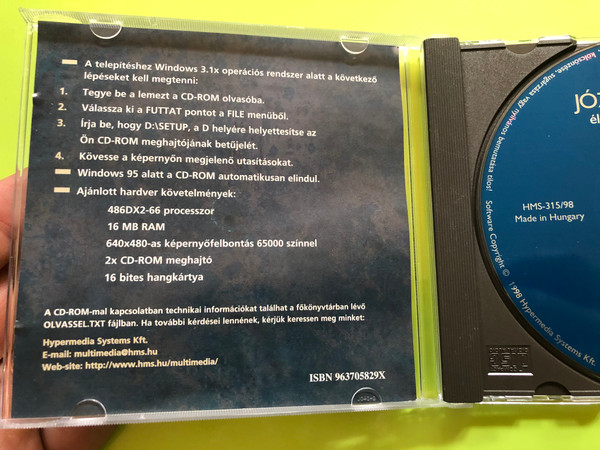 A telepítéshez Windows 3.1x operációs rendszer alatt a következő
lépéseket kell megtenni:
1. Tegye be a lemezt a CD-ROM olvasóba.
2. Válassza ki a FUTTAT pontot a FILE menüből.
3. Írja be, hogy D:\SETUP, a D helyére helyettesítse az
Ön CD-ROM meghajtójának betűjelét.
4. Kövesse a képernyőn megjelenő utasításokat.
Windows 95 alatt a CD-ROM automatikusan elindul.
Ajánlott hardver követelmények:
486DX2-66 processzor
16 MB RAM
640x480-as képernyőfelbontás 65000 színnel
2x CD-ROM meghajtó
16 bites hangkártya
A CD-ROM-mal kapcsolatban technikai információkat találhat a főkönyvtárban lévő
OLVASSEL.TXT fájlban. Ha további kérdései lennének, kérjük keressen meg minket:
Hypermedia Systems Kft.
E-mail: multimedia@hms.hu
Web-site: http://www.hms.hu/multimedia/
ISBN 963705829X
HMS-315/98
Made in Hungary
kölcsönzése, sugárzása vagy nyilvános bemutatása tilos!
Software Copyright © 1998 Hypermedia Systems Kft.